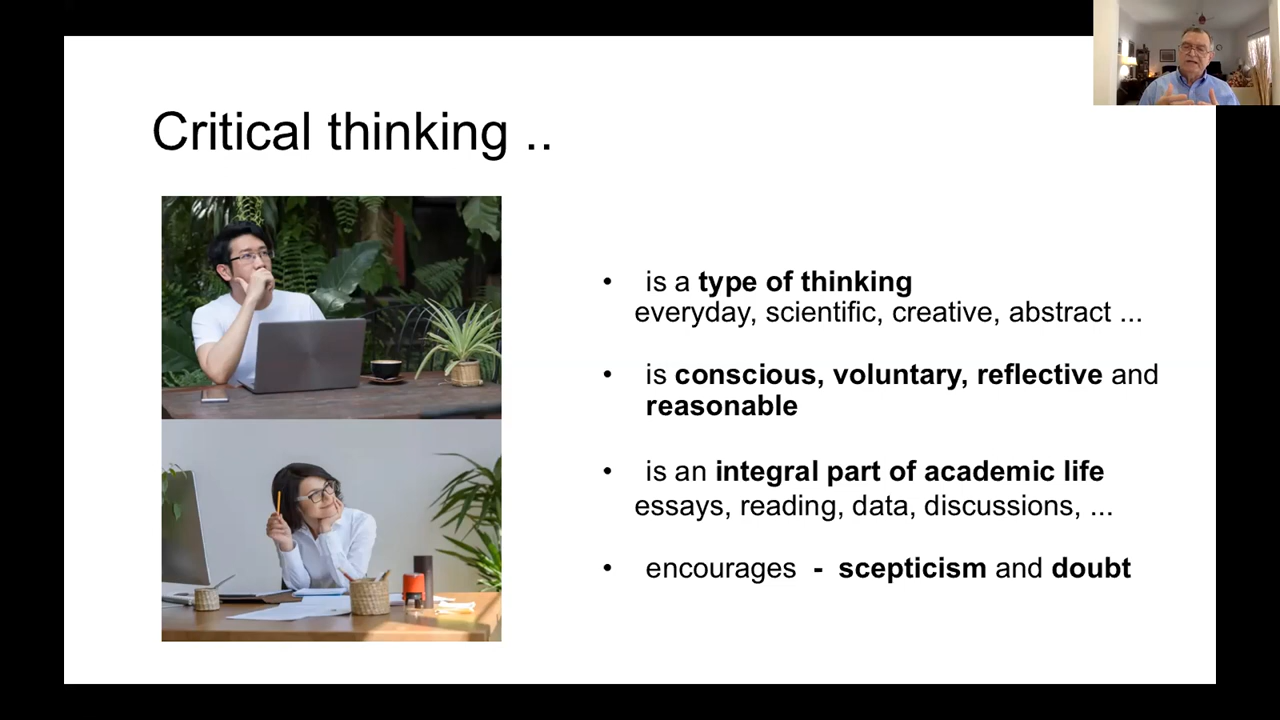 Critical thinking ..
• is a type of thinking
everyday, scientific, creative, abstract ...
• is conscious, voluntary, reflective and
reasonable
• is an integral part of academic life
essays, reading, data, discussions, ...
• encourages - scepticism and doubt